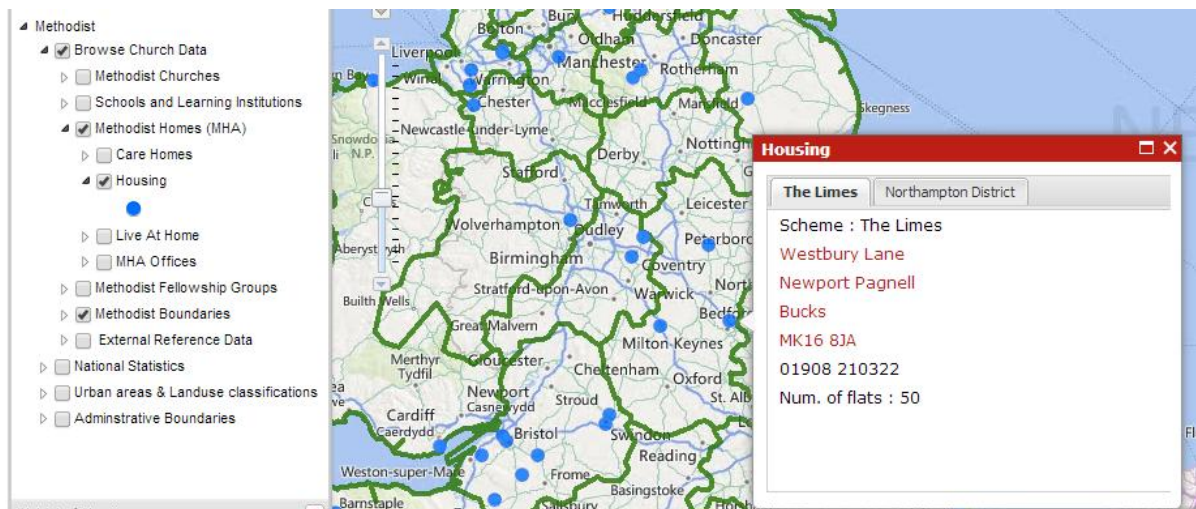 Methodist
Browse Church Data
Methodist Churches
Schools and Learning Institutions
Methodist Homes (MHA)
Care Homes
Housing
Live At Home
MHA Offices
Methodist Fellowship Groups
Methodist Boundaries
External Reference Data
National Statistics
Urban areas & Landuse classifications
Adminstrative Boundaries
Bury
Huddersfield
Bolton
Oldham
Doncaster
Liverpool
Manchester
Rotherham
Wirral
Warrington
Chester
Macclesfield
Mansfield
Skegness
Newcastle-under-Lyme
N.P.
Derby
Stafford
Tamworth
Leicester
Wolverhampton
Dudley
Birmingham
Coventry
Stratford-upon-Avon
Warwick
Builth Wells
Great Malvern
Milton Keynes
Merthyr
Tydfil
Gloucester
Cheltenham
Oxford
Newport
Casnewydd
Stroud
Cardiff
Caerdydd
Bristol
Swindon
Reading
Weston-super-Mare
Frome
Basingstoke
Barnstaple
Salisbury
Housing
The Limes
Northampton District
Scheme : The Limes
Westbury Lane
Newport Pagnell
Bucks
MK16 8JA
01908 210322
Num. of flats : 50